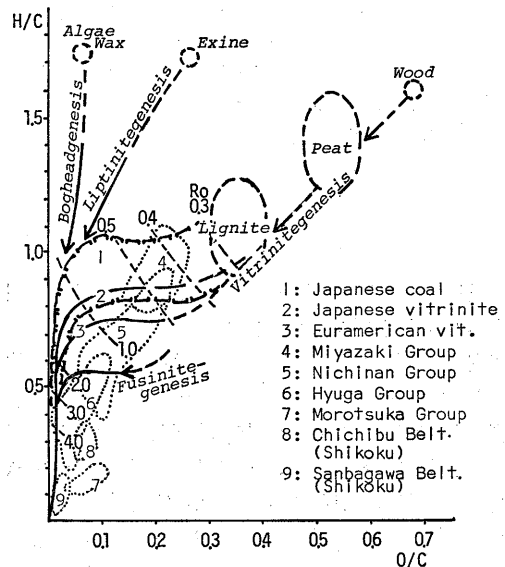 H/C
Algae
Wax
Exine
Wood
1.5
Bogheadgenesis
Liptinitegenesis
Peat
Ro
0.5
0.4
0.3
Lignite
Vitrinitegenesis
1.0
1
4
2
3
5
1.0
1: Japanese coal
2: Japanese vitrinite
3: Euramerican vit.
4: Miyazaki Group
5: Nichinan Group
6: Hyuga Group
7: Morotsuka Group
8: Chichibu Belt.
(Shikoku)
9: Sanbagawa Belt.
(Shikoku)
Fusinite-
genesis
0.5
2.0
6
3.0
4.0
8
7
9
0.1 0.2 0.3 0.4 0.5 0.6 0.7
O/C